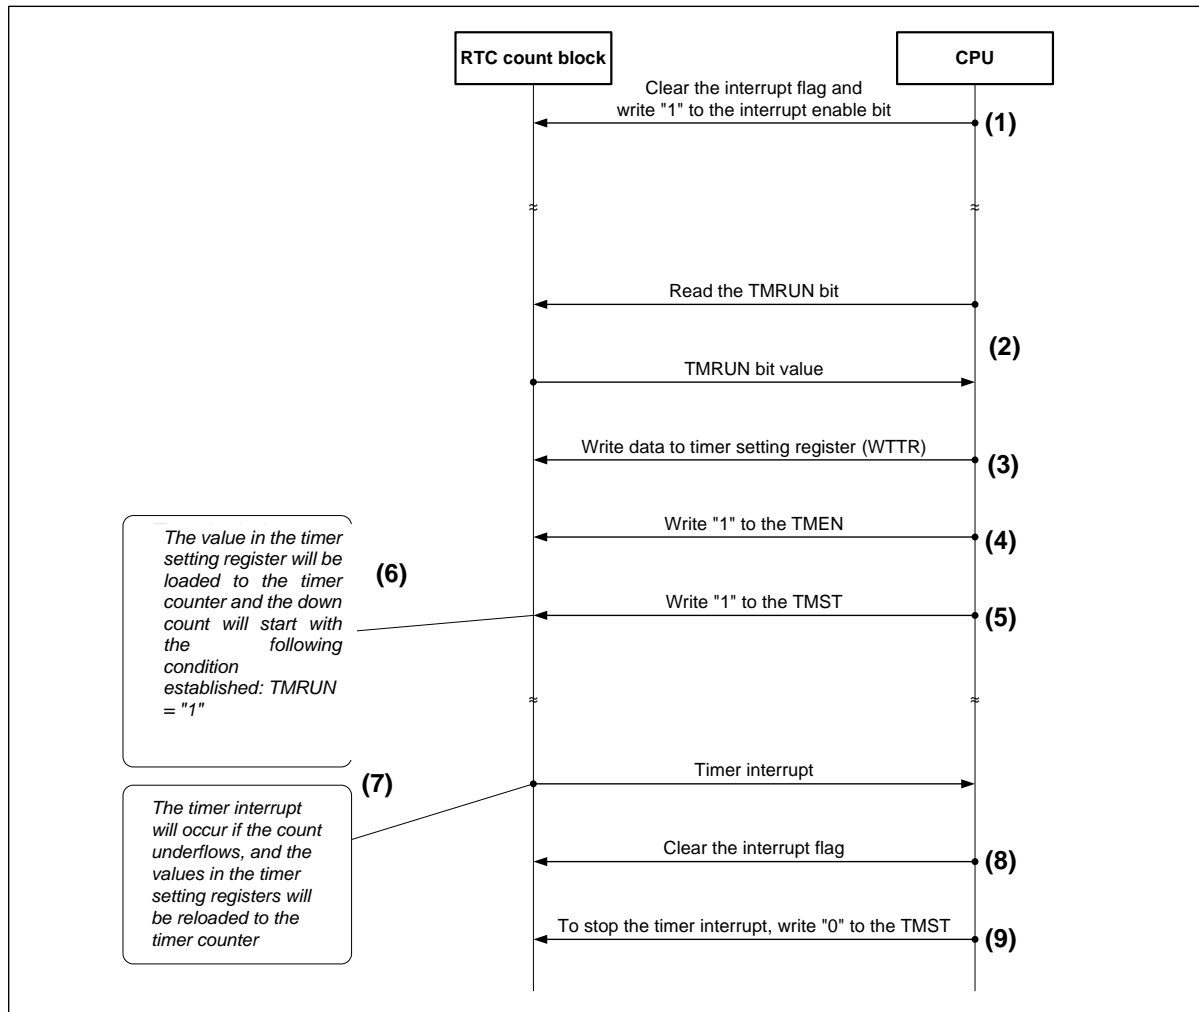 RTC count block
CPU
Clear the interrupt flag and
write "1" to the interrupt enable bit
(1)
≈
≈
Read the TMRUN bit
(2)
TMRUN bit value
Write data to timer setting register (WTTR)
(3)
Write "1" to the TMEN
(4)
The value in the timer
setting register will be
loaded to the timer
counter and the down
count will start with
the following
condition
established: TMRUN
= "1"
(6)
Write "1" to the TMST
(5)
≈
≈
Timer interrupt
(7)
The timer interrupt
will occur if the count
underflows, and the
values in the timer
setting registers will
be reloaded to the
timer counter
Clear the interrupt flag
(8)
To stop the timer interrupt, write "0" to the TMST
(9)